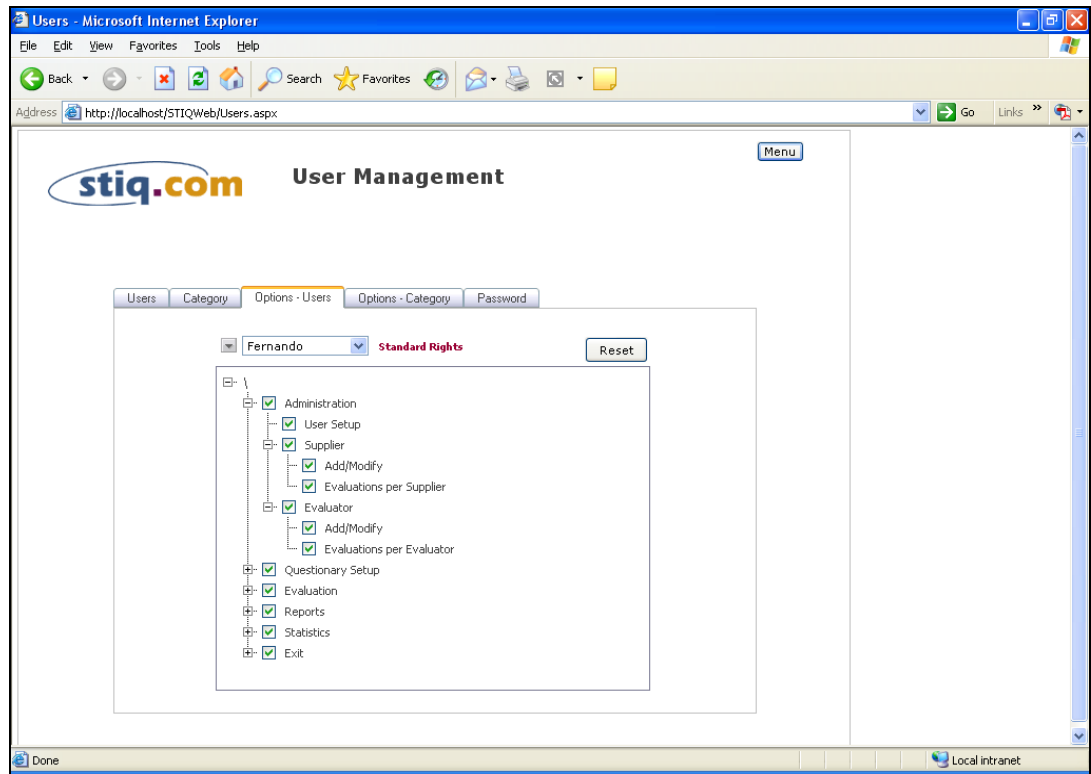 Users - Microsoft Internet Explorer
File Edit View Favorites Tools Help
Back Search Favorites
Address http://localhost/STIQWeb/Users.aspx Go Links »
Menu
stiq.com User Management
Users Category Options - Users Options - Category Password
Fernando Standard Rights Reset
\
Administration
User Setup
Supplier
Add/Modify
Evaluations per Supplier
Evaluator
Add/Modify
Evaluations per Evaluator
Questionary Setup
Evaluation
Reports
Statistics
Exit
Done Local intranet